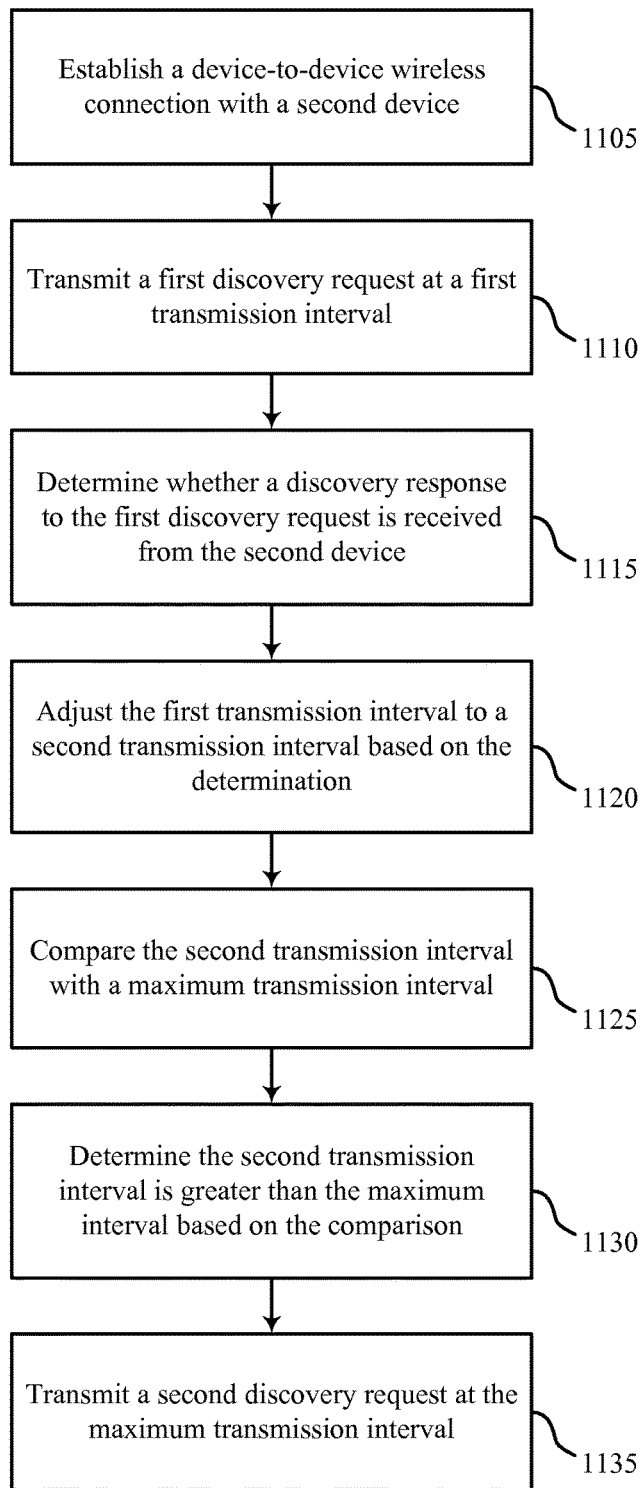 Establish a device-to-device wireless
connection with a second device
1105
Transmit a first discovery request at a first
transmission interval
1110
Determine whether a discovery response
to the first discovery request is received
from the second device
1115
Adjust the first transmission interval to a
second transmission interval based on the
determination
1120
Compare the second transmission interval
with a maximum transmission interval
1125
Determine the second transmission
interval is greater than the maximum
interval based on the comparison
1130
Transmit a second discovery request at the
maximum transmission interval
1135